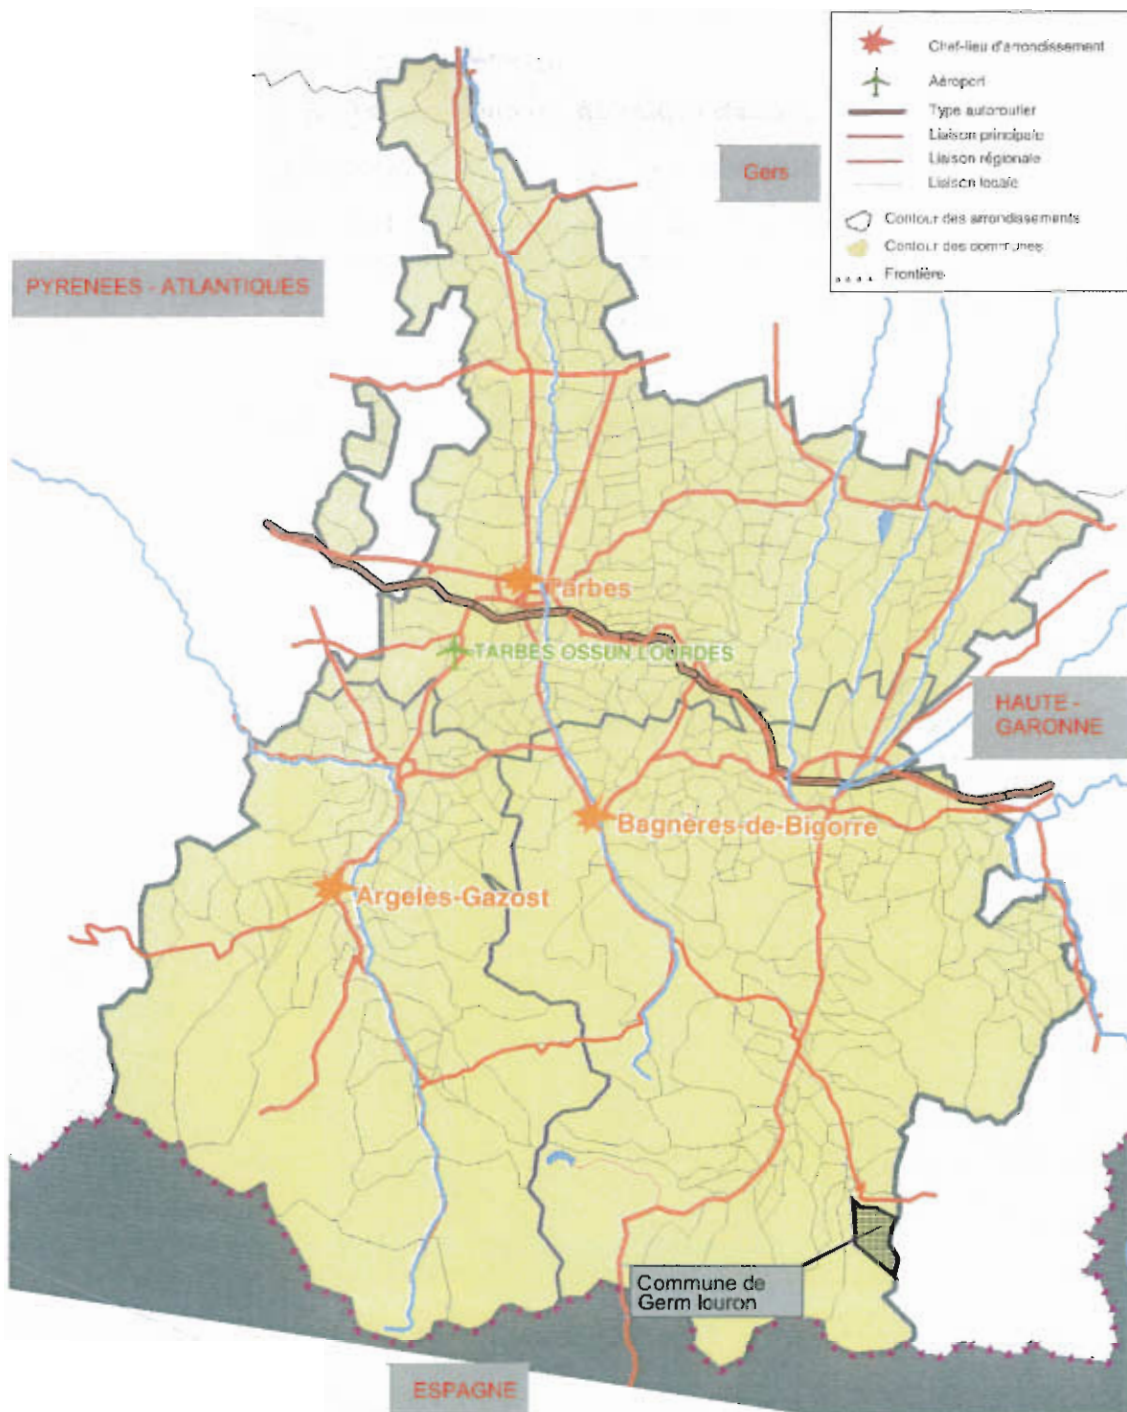 Chef-lieu d'arrondissement
Aéroport
Type autoroutier
Liaison principale
Liaison régionale
Liaison locale
Contour des arrondissements
Contour des communes
Frontière
Gers
PYRENEES - ATLANTIQUES
Tarbes
TARBES OSSUN LOURDES
HAUTE -
GARONNE
Bagnères-de-Bigorre
Argelès-Gazost
Commune de
Germ louron
ESPAGNE